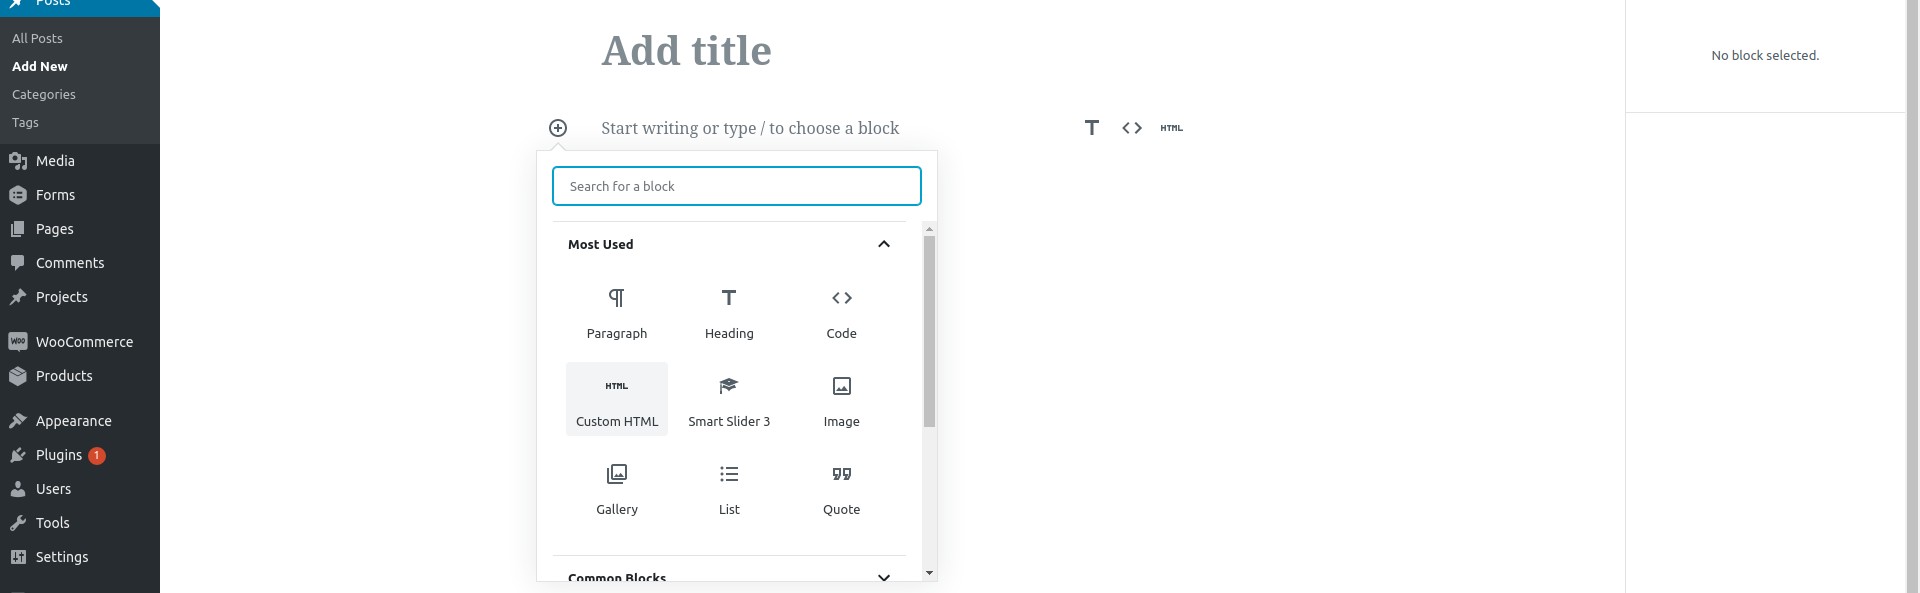 Posts
All Posts
Add New
Categories
Tags
Media
Forms
Pages
Comments
Projects
WOO WooCommerce
Products
Appearance
Plugins 1
Users
Tools
Settings
Add title
Start writing or type / to choose a block
T <> HTML
Search for a block
Most Used
Paragraph Heading Code
HTML
Custom HTML Smart Slider 3 Image
Gallery List Quote
Common Blocks
No block selected.